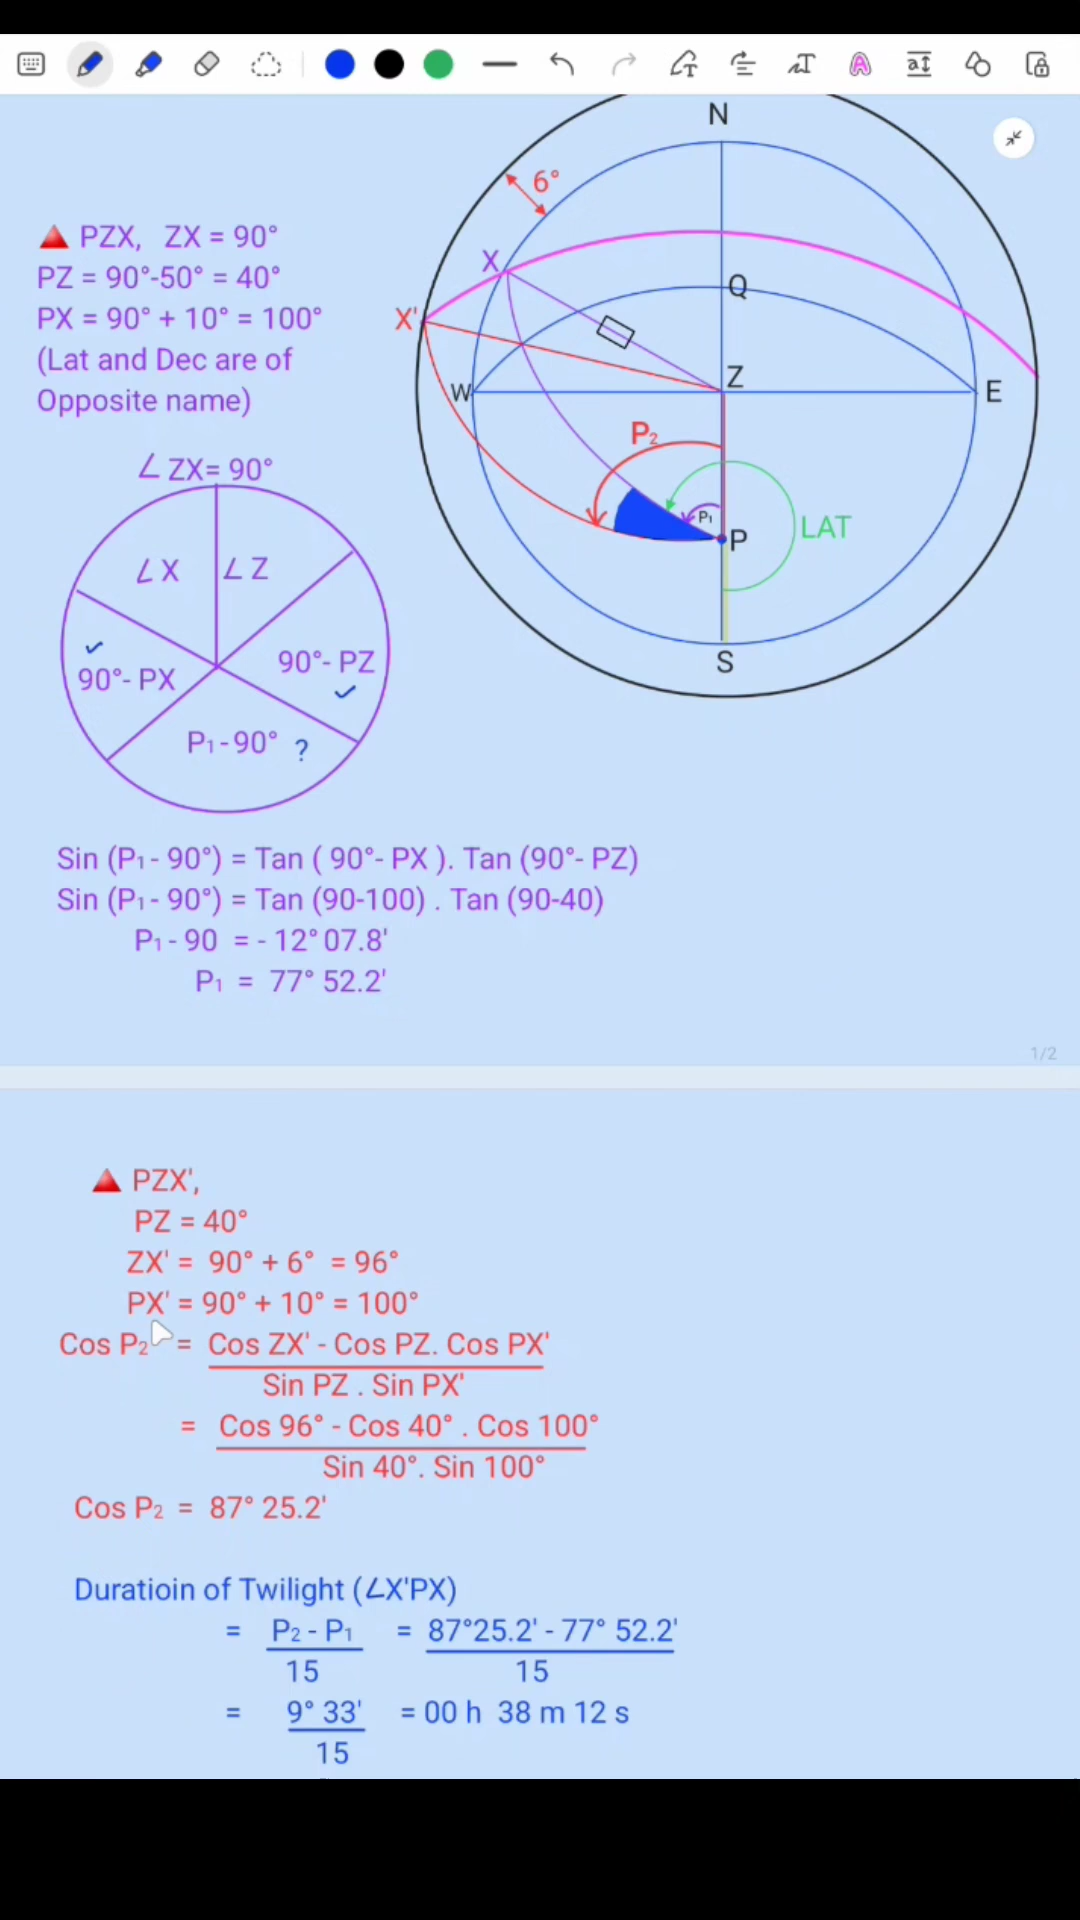 N
6°
PZX, ZX = 90°
PZ = 90°-50° = 40°
PX = 90° + 10° = 100°
(Lat and Dec are of
Opposite name)
X
X'
Q
Z
W
E
P₂
P₁
P
LAT
S
∠ ZX= 90°
∠ X
∠ Z
90°- PX
90°- PZ
P₁ - 90° ?
Sin (P₁ - 90°) = Tan ( 90°- PX ). Tan (90°- PZ)
Sin (P₁ - 90°) = Tan (90-100) . Tan (90-40)
P₁ - 90 = - 12° 07.8'
P₁ = 77° 52.2'
1/2
PZX',
PZ = 40°
ZX' = 90° + 6° = 96°
PX' = 90° + 10° = 100°
Cos P₂ = Cos ZX' - Cos PZ. Cos PX'
Sin PZ . Sin PX'
= Cos 96° - Cos 40° . Cos 100°
Sin 40°. Sin 100°
Cos P₂ = 87° 25.2'
Duratioin of Twilight (∠X'PX)
= P₂ - P₁ = 87°25.2' - 77° 52.2'
15 15
= 9° 33' = 00 h 38 m 12 s
15